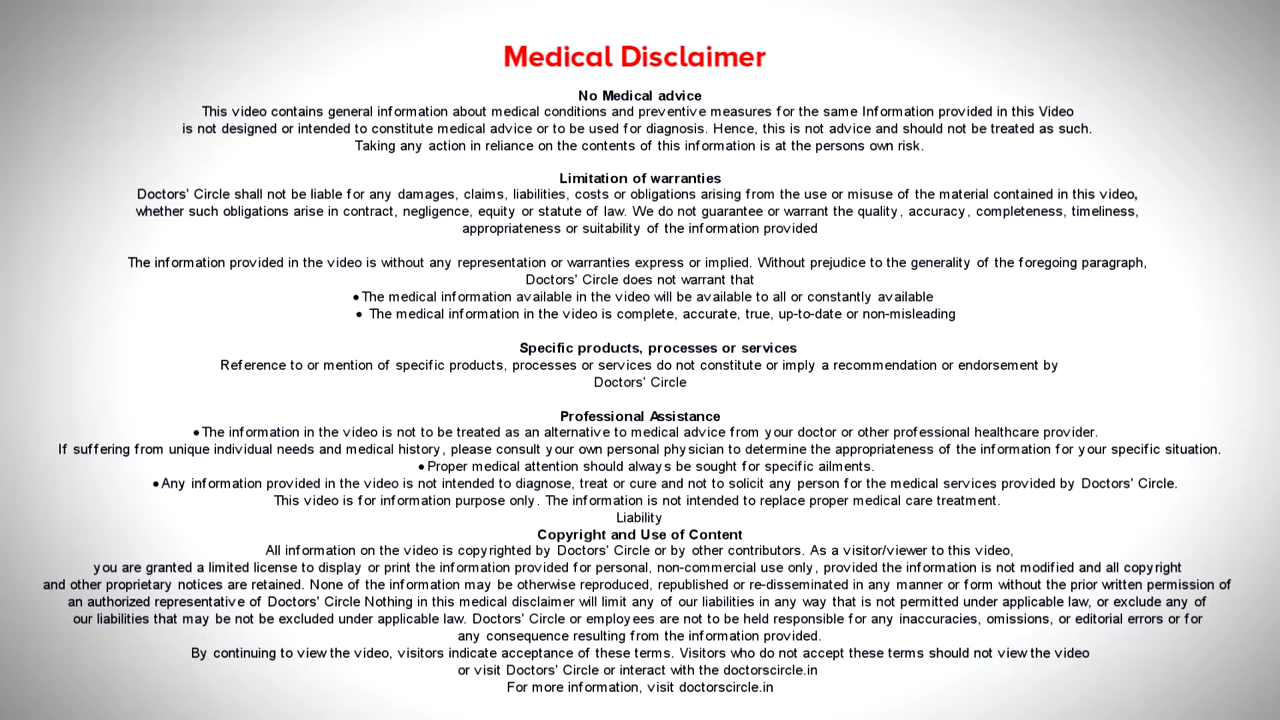 Medical Disclaimer
No Medical advice
This video contains general information about medical conditions and preventive measures for the same Information provided in this Video
is not designed or intended to constitute medical advice or to be used for diagnosis. Hence, this is not advice and should not be treated as such.
Taking any action in reliance on the contents of this information is at the persons own risk.
Limitation of warranties
Doctors' Circle shall not be liable for any damages, claims, liabilities, costs or obligations arising from the use or misuse of the material contained in this video,
whether such obligations arise in contract, negligence, equity or statute of law. We do not guarantee or warrant the quality, accuracy, completeness, timeliness,
appropriateness or suitability of the information provided
The information provided in the video is without any representation or warranties express or implied. Without prejudice to the generality of the foregoing paragraph,
Doctors' Circle does not warrant that
• The medical information available in the video will be available to all or constantly available
• The medical information in the video is complete, accurate, true, up-to-date or non-misleading
Specific products, processes or services
Reference to or mention of specific products, processes or services do not constitute or imply a recommendation or endorsement by
Doctors' Circle
Professional Assistance
• The information in the video is not to be treated as an alternative to medical advice from your doctor or other professional healthcare provider.
If suffering from unique individual needs and medical history, please consult your own personal physician to determine the appropriateness of the information for your specific situation.
• Proper medical attention should always be sought for specific ailments.
• Any information provided in the video is not intended to diagnose, treat or cure and not to solicit any person for the medical services provided by Doctors' Circle.
This video is for information purpose only. The information is not intended to replace proper medical care treatment.
Liability
Copyright and Use of Content
All information on the video is copyrighted by Doctors' Circle or by other contributors. As a visitor/viewer to this video,
you are granted a limited license to display or print the information provided for personal, non-commercial use only, provided the information is not modified and all copyright
and other proprietary notices are retained. None of the information may be otherwise reproduced, republished or re-disseminated in any manner or form without the prior written permission of
an authorized representative of Doctors' Circle Nothing in this medical disclaimer will limit any of our liabilities in any way that is not permitted under applicable law, or exclude any of
our liabilities that may be not be excluded under applicable law. Doctors' Circle or employees are not to be held responsible for any inaccuracies, omissions, or editorial errors or for
any consequence resulting from the information provided.
By continuing to view the video, visitors indicate acceptance of these terms. Visitors who do not accept these terms should not view the video
or visit Doctors' Circle or interact with the doctorscircle.in
For more information, visit doctorscircle.in